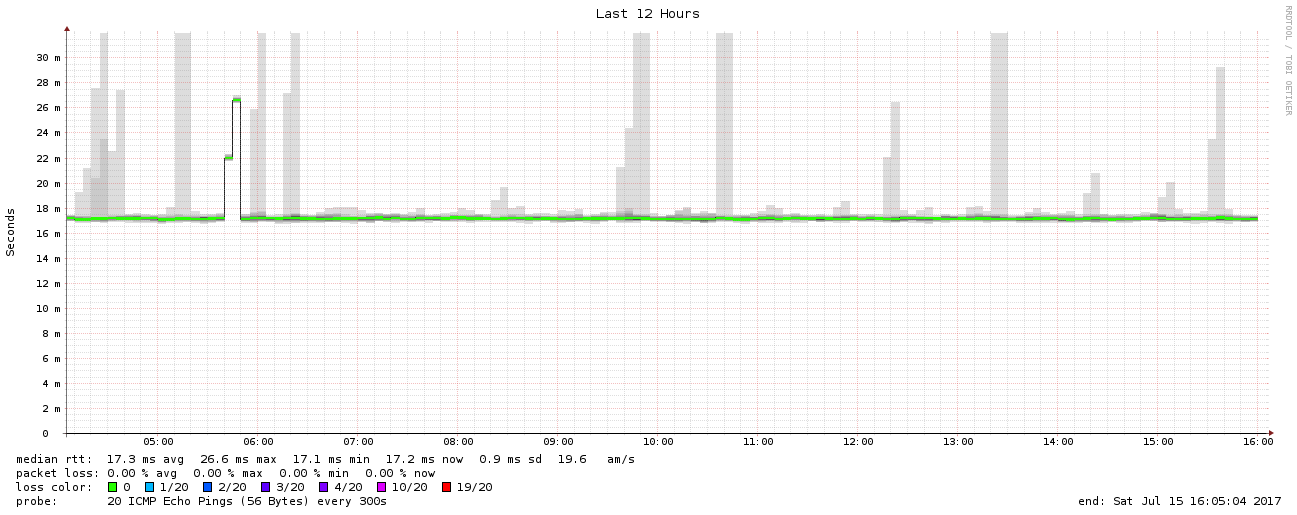 Last 12 Hours
RRDTOOL / TOBI OETIKER
Seconds
30 m
28 m
26 m
24 m
22 m
20 m
18 m
16 m
14 m
12 m
10 m
8 m
6 m
4 m
2 m
0
05:00 06:00 07:00 08:00 09:00 10:00 11:00 12:00 13:00 14:00 15:00 16:00
median rtt: 17.3 ms avg 26.6 ms max 17.1 ms min 17.2 ms now 0.9 ms sd 19.6 am/s
packet loss: 0.00 % avg 0.00 % max 0.00 % min 0.00 % now
loss color: 0 1/20 2/20 3/20 4/20 10/20 19/20
probe: 20 ICMP Echo Pings (56 Bytes) every 300s end: Sat Jul 15 16:05:04 2017